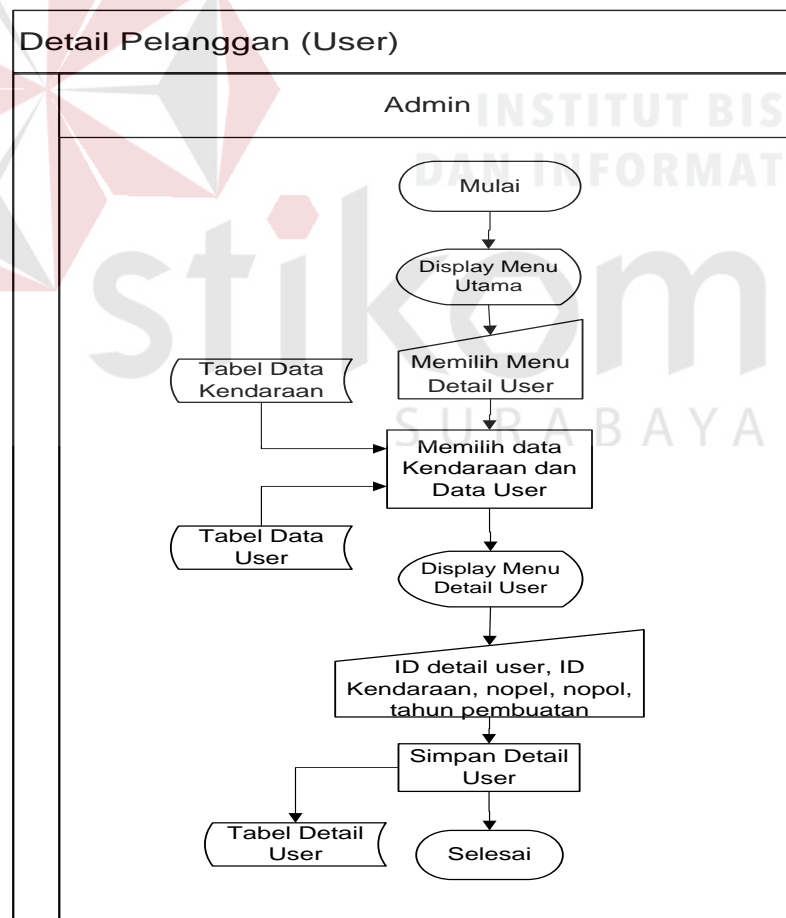 Detail Pelanggan (User)
Admin
INSTITUT BIS
DAN INFORMAT
stikom
SURABAYA
Mulai
Display Menu
Utama
Memilih Menu
Detail User
Tabel Data
Kendaraan
Memilih data
Kendaraan dan
Data User
Tabel Data
User
Display Menu
Detail User
ID detail user, ID
Kendaraan, nopel, nopol,
tahun pembuatan
Simpan Detail
User
Tabel Detail
User
Selesai